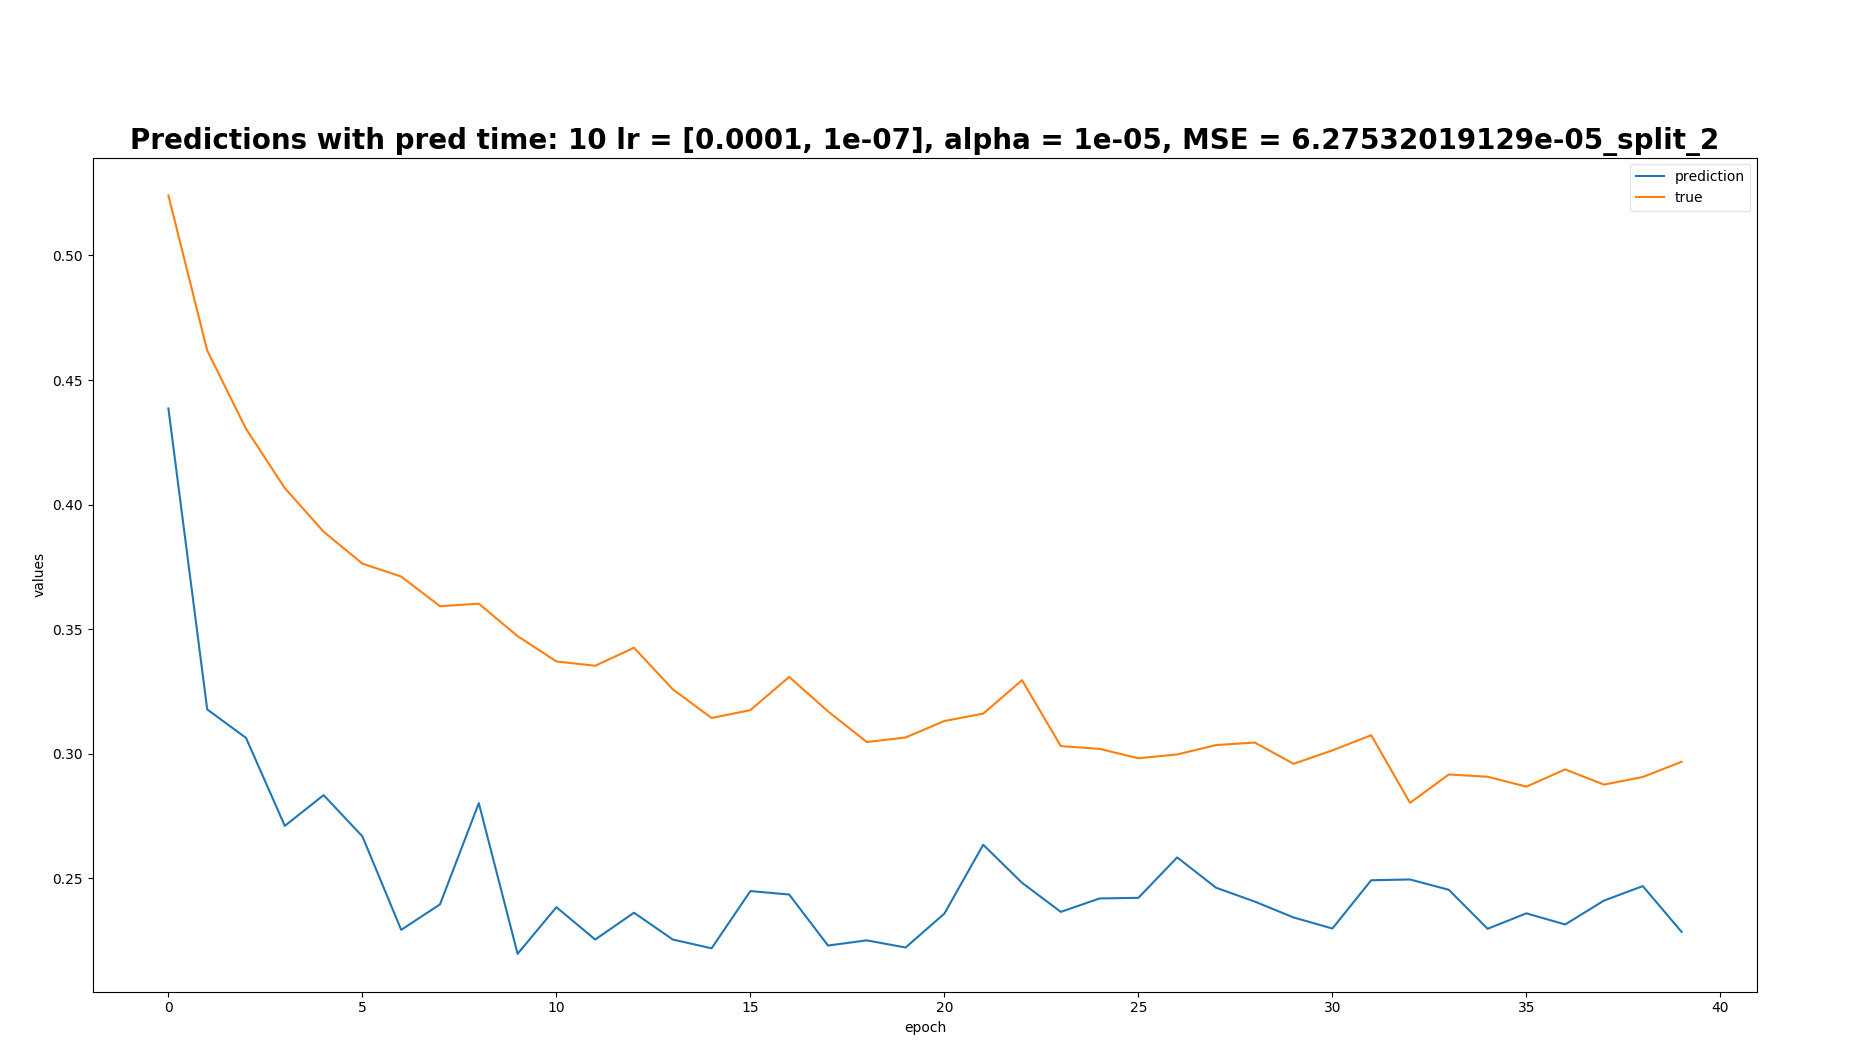 Predictions with pred time: 10 lr = [0.0001, 1e-07], alpha = 1e-05, MSE = 6.27532019129e-05_split_2
prediction
true
0.50
0.45
0.40
0.35
0.30
0.25
values
0 5 10 15 20 25 30 35 40
epoch